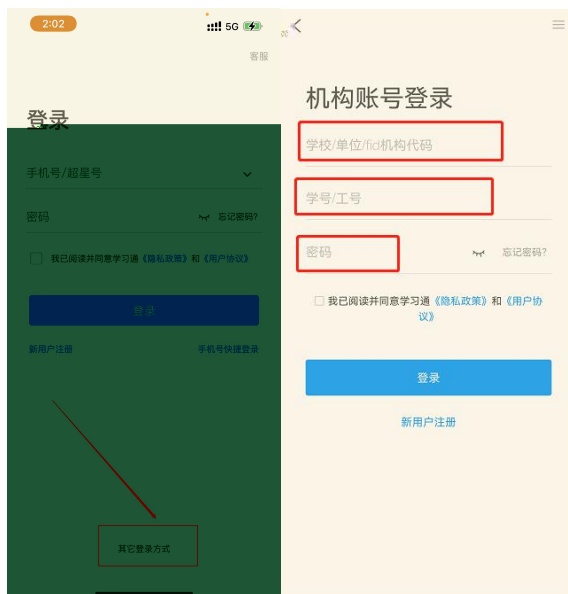 2:02
5G
客服
登录
手机号/超星号
密码
忘记密码?
我已阅读并同意学习通《隐私政策》和《用户协议》
登录
新用户注册
手机号快捷登录
其它登录方式
机构账号登录
学校/单位/fid机构代码
学号/工号
密码
忘记密码?
我已阅读并同意学习通《隐私政策》和《用户协
议》
登录
新用户注册